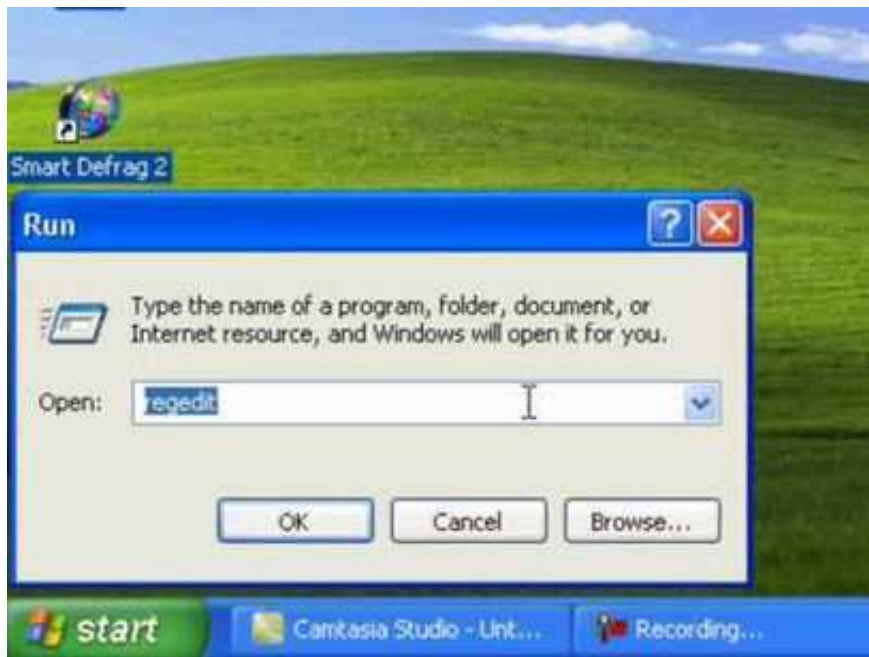 Smart Defrag 2
Run
Type the name of a program, folder, document, or
Internet resource, and Windows will open it for you.
Open:
regedit
OK
Cancel
Browse...
start
Camtasia Studio - Unt...
Recording...